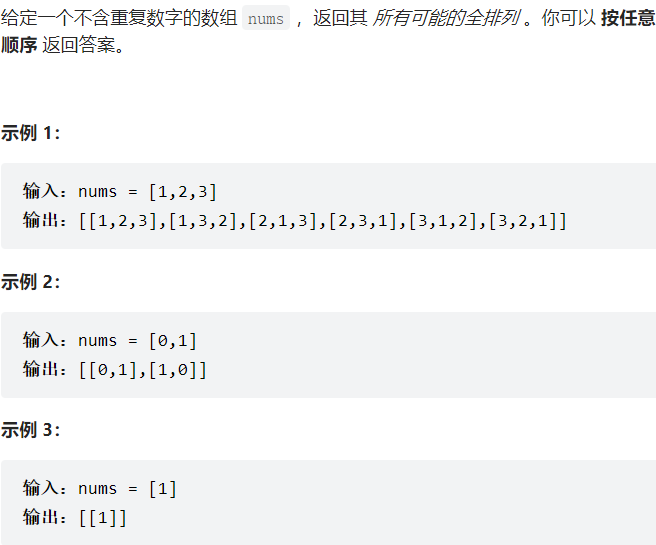 给定一个不含重复数字的数组 nums ，返回其 所有可能的全排列 。你可以 按任意
顺序 返回答案。
示例 1：
输入：nums = [1,2,3]
输出：[[1,2,3],[1,3,2],[2,1,3],[2,3,1],[3,1,2],[3,2,1]]
示例 2：
输入：nums = [0,1]
输出：[[0,1],[1,0]]
示例 3：
输入：nums = [1]
输出：[[1]]